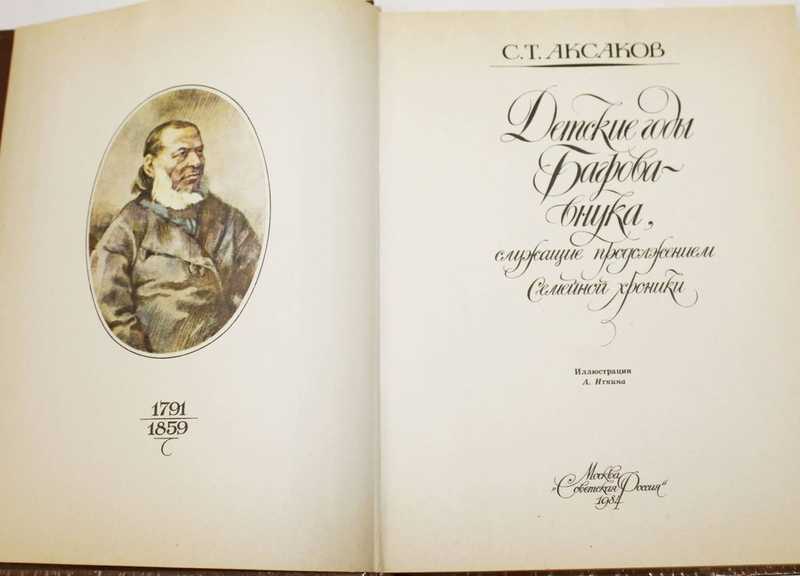 1791
1859
С.Т. АКСАКОВ
Детские годы
Багрова-
внука,
служащие продолжением
Семейной хроники
Иллюстрации
А. Иткина
Москва
„Советская Россия“
1984